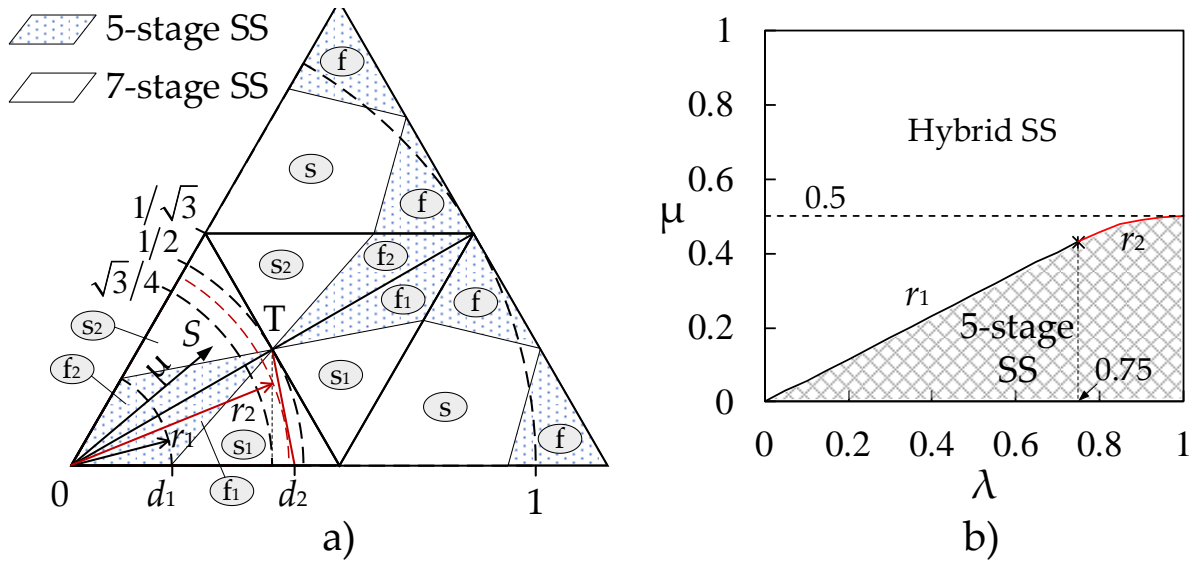 5-stage SS
7-stage SS
f
s
f
1/√3
1/2
√3/4
s₂
f₂
T
f₁
f
s₂
S
f₂
μ
s₁
s
r₁
r₂
s₁
f
0
d₁
f₁
d₂
1
a)
1
0.8
Hybrid SS
0.6
μ
0.5
0.4
r₂
r₁
0.2
5-stage
SS
0.75
0
0 0.2 0.4 0.6 0.8 1
λ
b)